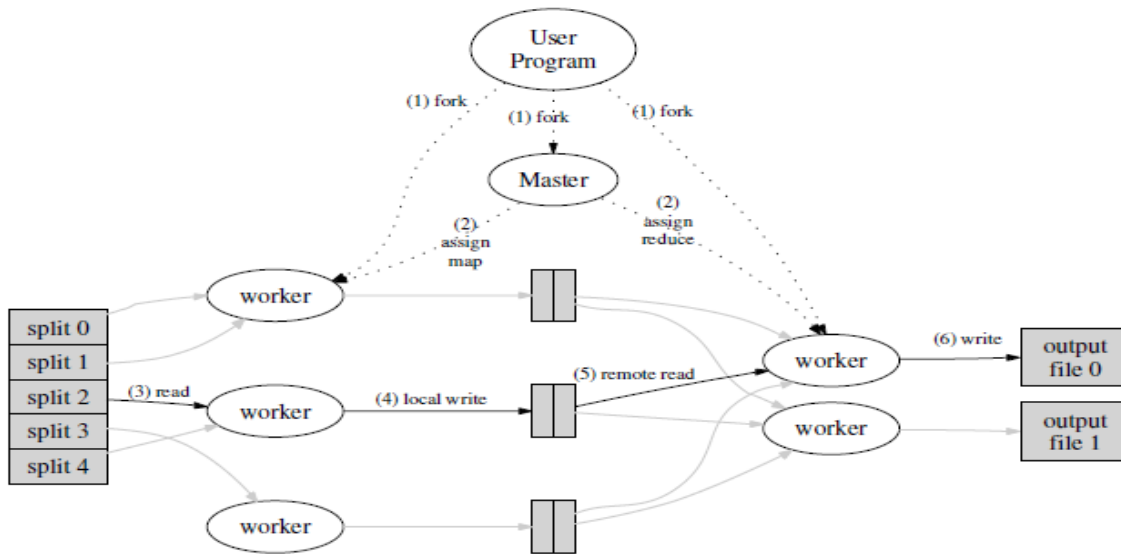 User
Program
(1) fork
(1) fork
(1) fork
Master
(2)
assign
map
(2)
assign
reduce
worker
split 0
split 1
split 2
split 3
split 4
(3) read
worker
(4) local write
(5) remote read
worker
(6) write
output
file 0
worker
output
file 1
worker